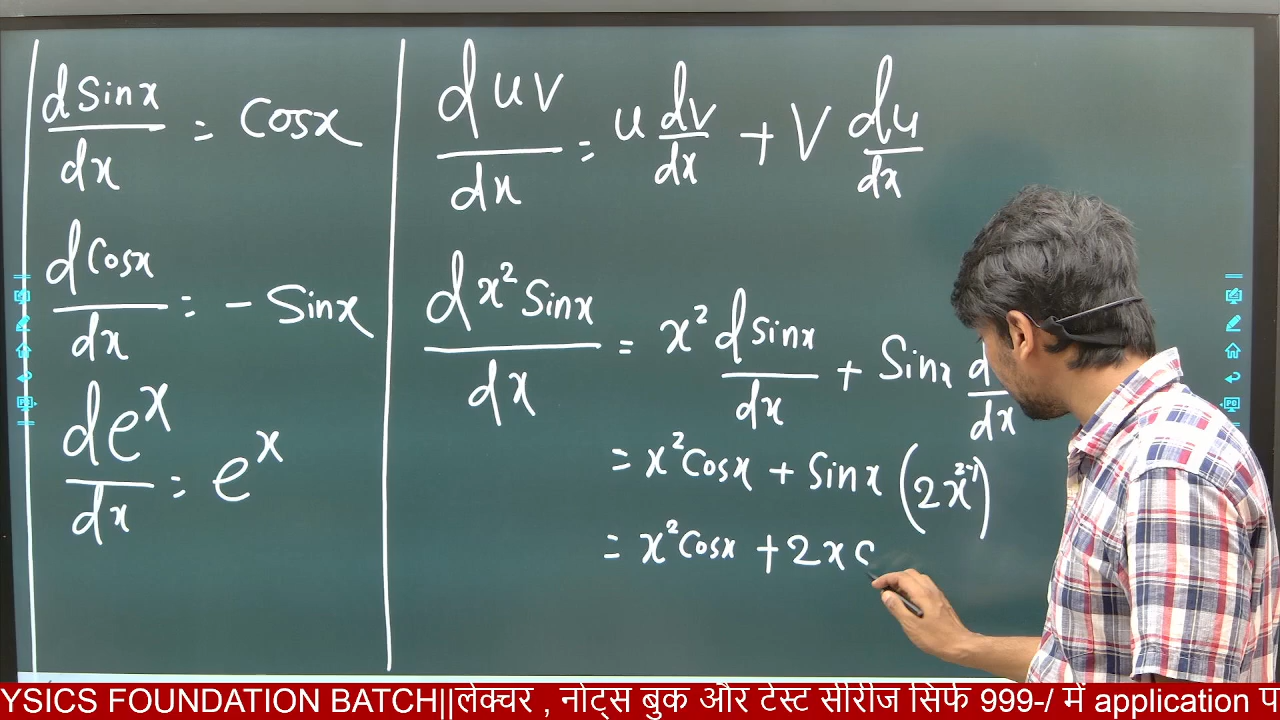 d sinx/dx = cosx
d cosx/dx = - sinx
de^x/dx = e^x
d uv/dx = u dv/dx + v du/dx
d x² sinx/dx = x² d sinx/dx + sinx d/dx
= x² cosx + sinx (2x^{2-1})
= x² cosx + 2x
YSICS FOUNDATION BATCH||लेक्चर , नोट्स बुक और टेस्ट सीरीज सिर्फ 999-/ में application प